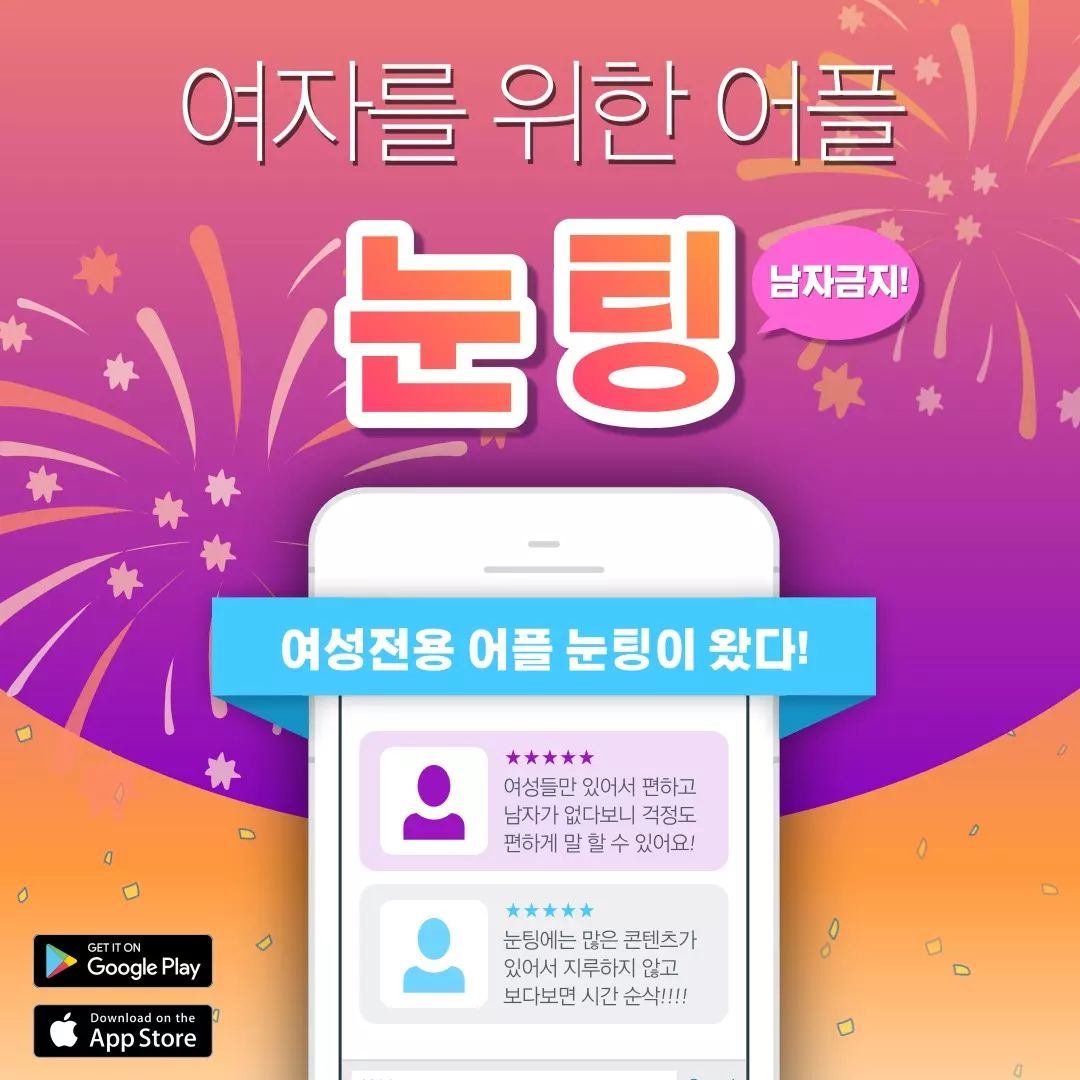 여자를 위한 어플
눈팅
남자금지!
여성전용 어플 눈팅이 왔다!
★★★★★
여성들만 있어서 편하고
남자가 없다보니 걱정도
편하게 말 할 수 있어요!
★★★★★
눈팅에는 많은 콘텐츠가
있어서 지루하지 않고
보다보면 시간 순삭!!!!
GET IT ON
Google Play
Download on the
App Store